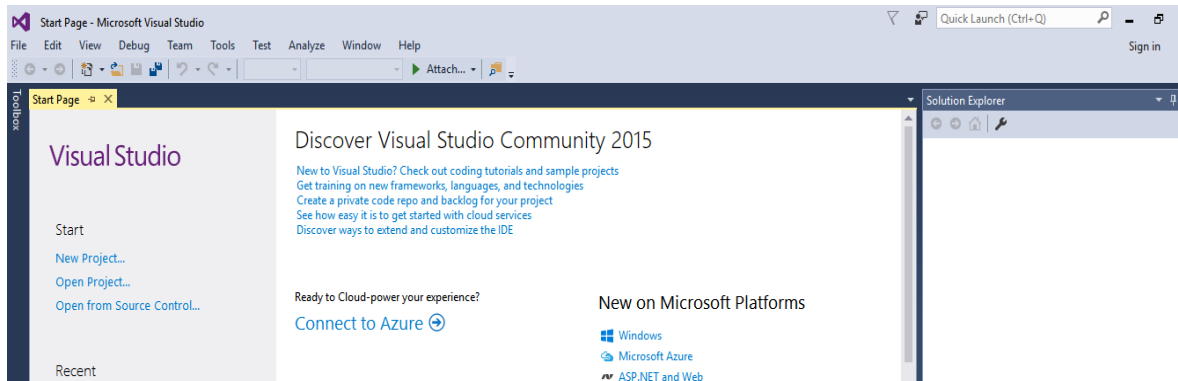 Start Page - Microsoft Visual Studio
Quick Launch (Ctrl+Q)
File Edit View Debug Team Tools Test Analyze Window Help
Sign in
Attach...
Toolbox
Start Page
Solution Explorer
Visual Studio
Start
New Project...
Open Project...
Open from Source Control...
Recent
Discover Visual Studio Community 2015
New to Visual Studio? Check out coding tutorials and sample projects
Get training on new frameworks, languages, and technologies
Create a private code repo and backlog for your project
See how easy it is to get started with cloud services
Discover ways to extend and customize the IDE
Ready to Cloud-power your experience?
Connect to Azure
New on Microsoft Platforms
Windows
Microsoft Azure
ASP.NET and Web